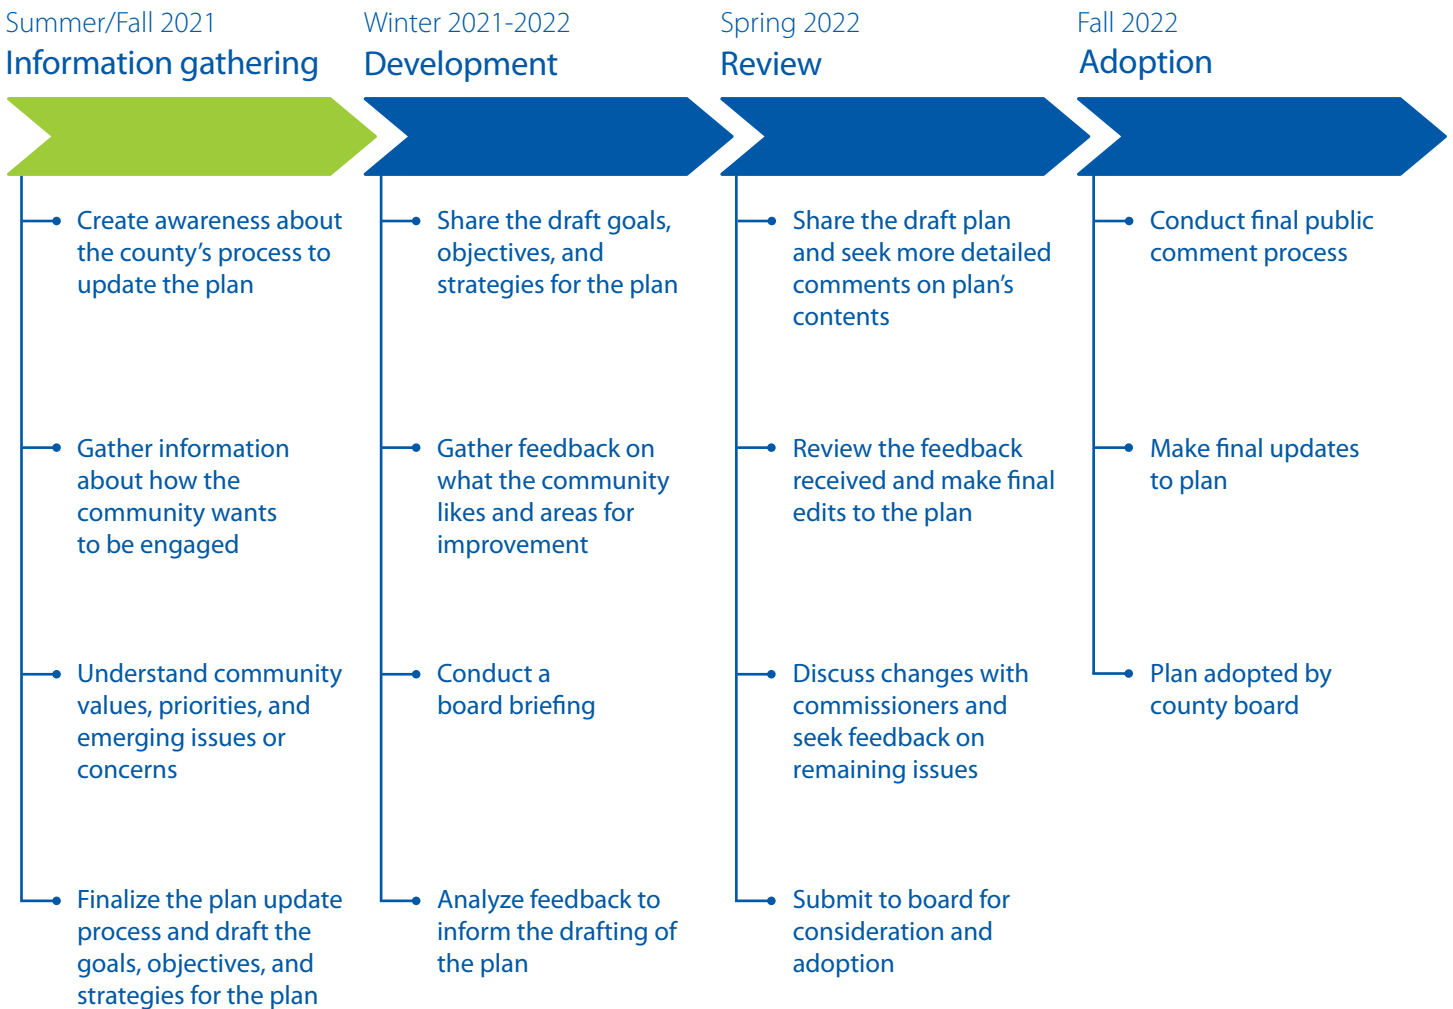 Summer/Fall 2021
Information gathering
Create awareness about
the county’s process to
update the plan
Gather information
about how the
community wants
to be engaged
Understand community
values, priorities, and
emerging issues or
concerns
Finalize the plan update
process and draft the
goals, objectives, and
strategies for the plan
Winter 2021-2022
Development
Share the draft goals,
objectives, and
strategies for the plan
Gather feedback on
what the community
likes and areas for
improvement
Conduct a
board briefing
Analyze feedback to
inform the drafting of
the plan
Spring 2022
Review
Share the draft plan
and seek more detailed
comments on plan’s
contents
Review the feedback
received and make final
edits to the plan
Discuss changes with
commissioners and
seek feedback on
remaining issues
Submit to board for
consideration and
adoption
Fall 2022
Adoption
Conduct final public
comment process
Make final updates
to plan
Plan adopted by
county board